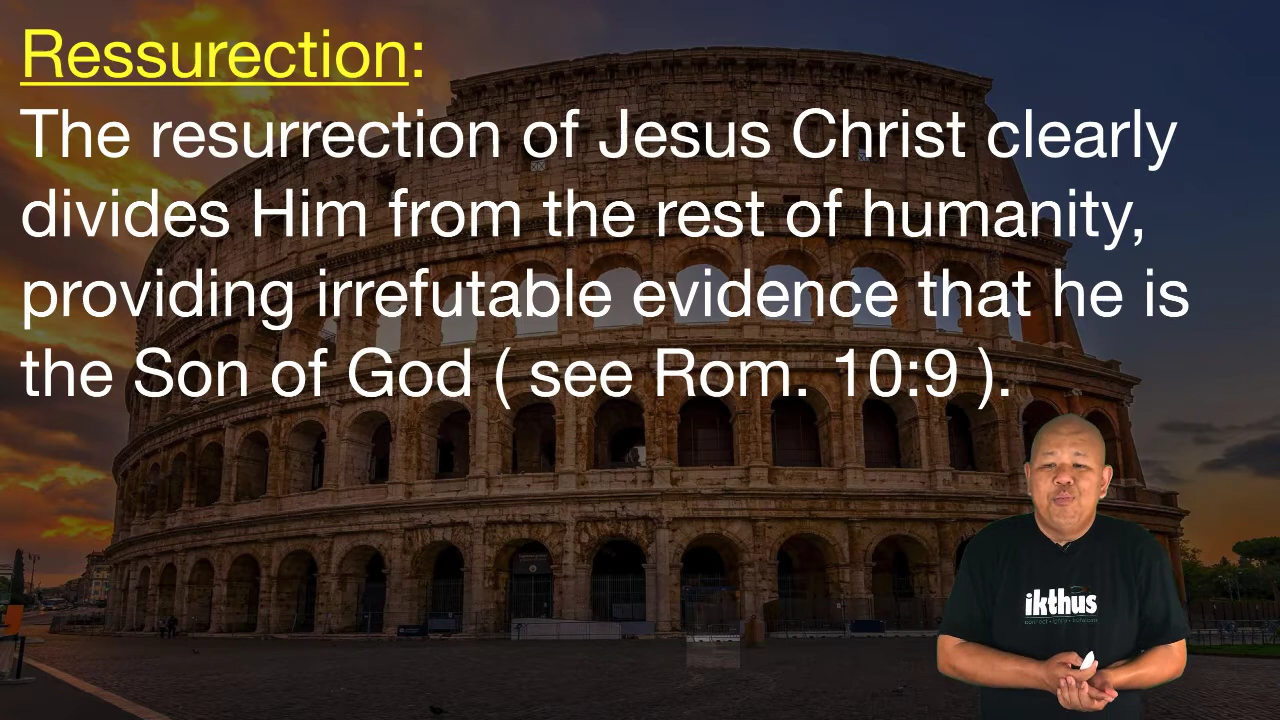 Ressurection:
The resurrection of Jesus Christ clearly
divides Him from the rest of humanity,
providing irrefutable evidence that he is
the Son of God ( see Rom. 10:9 ).
ikthus